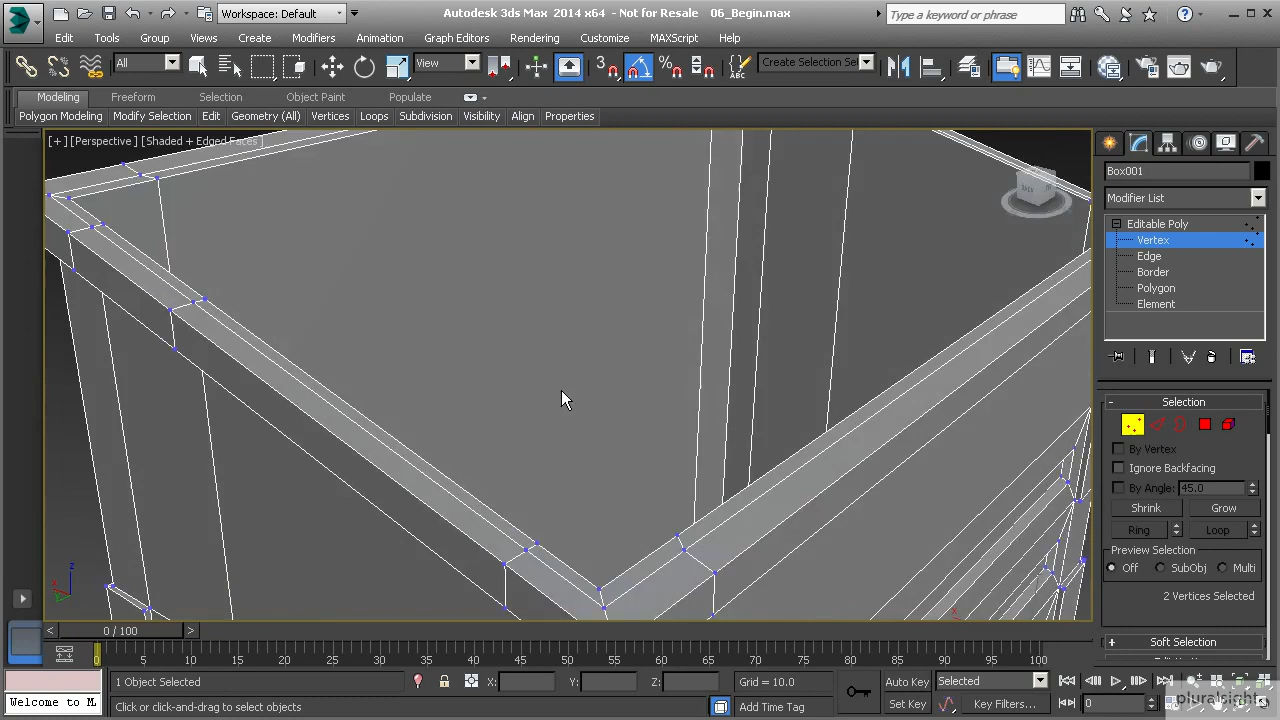 Workspace: Default
Autodesk 3ds Max 2014 x64 - Not for Resale 06_Begin.max
Type a keyword or phrase
Edit Tools Group Views Create Modifiers Animation Graph Editors Rendering Customize MAXScript Help
All View 3 Create Selection Se
Modeling Freeform Selection Object Paint Populate
Polygon Modeling Modify Selection Edit Geometry (All) Vertices Loops Subdivision Visibility Align Properties
[+] [Perspective] [Shaded + Edged Faces]
Box001
Modifier List
Editable Poly
Vertex
Edge
Border
Polygon
Element
Selection
By Vertex
Ignore Backfacing
By Angle: 45.0
Shrink Grow
Ring Loop
Preview Selection
Off SubObj Multi
2 Vertices Selected
Soft Selection
z
x
< 0 / 100 >
0 5 10 15 20 25 30 35 40 45 50 55 60 65 70 75 80 85 90 95 100
1 Object Selected X: Y: Z: Grid = 10.0 Auto Key Selected
Welcome to M Click or click-and-drag to select objects Add Time Tag Set Key Key Filters... 0
pluralsight